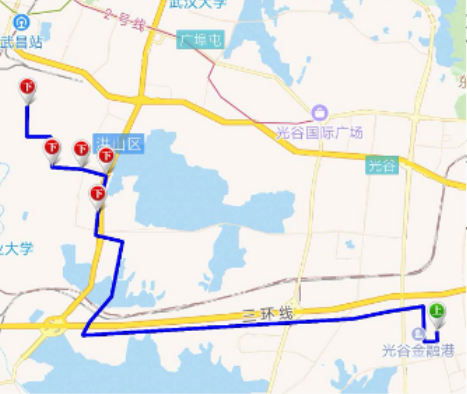 武汉大学
2号线
武昌站
广埠屯
光谷国际广场
洪山区
光谷
下
下
下
下
下
业大学
三环线
上
光谷金融港